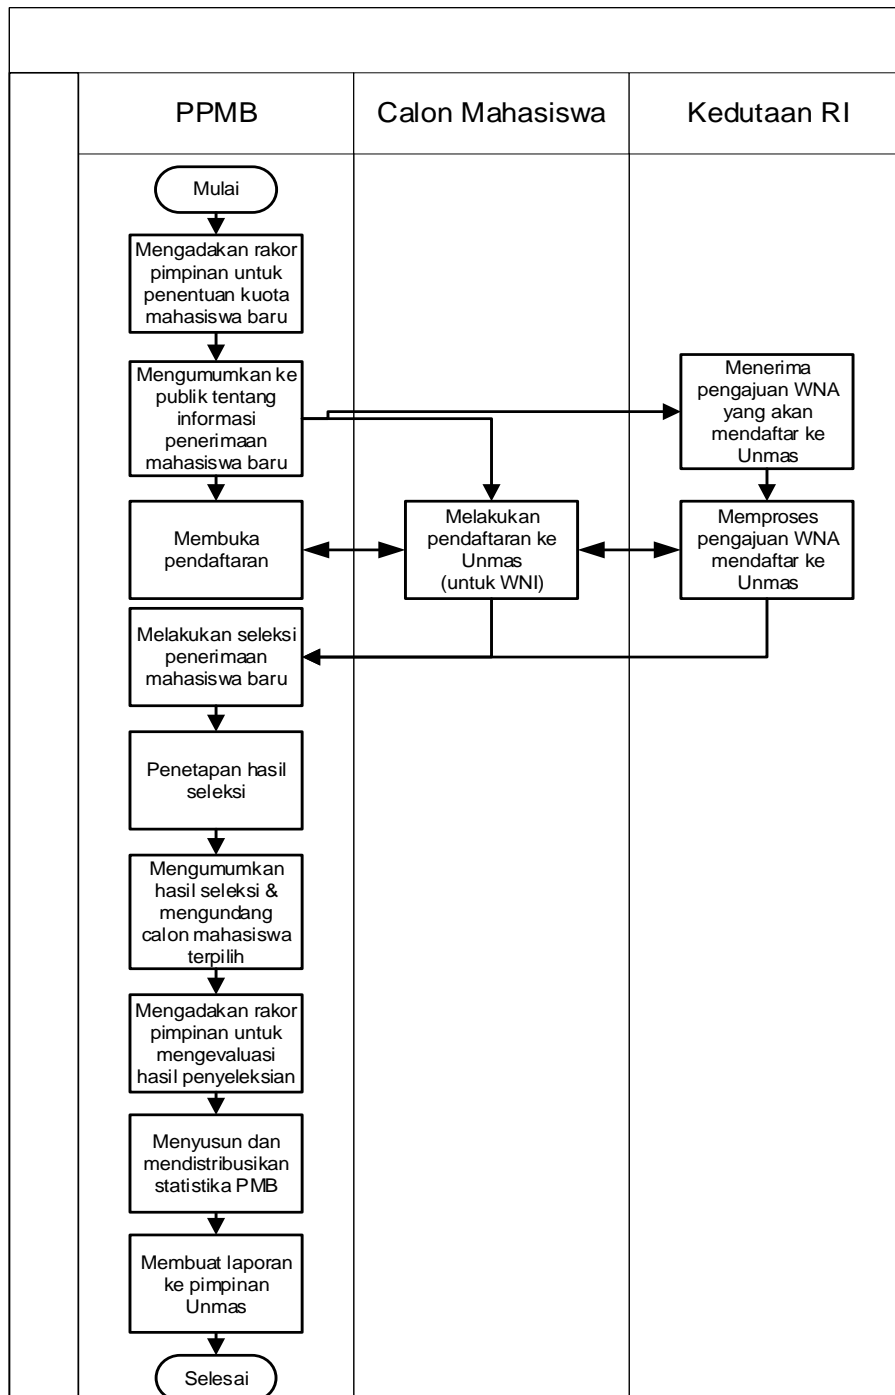 PPMB
Calon Mahasiswa
Kedutaan RI
Mulai
Mengadakan rakor
pimpinan untuk
penentuan kuota
mahasiswa baru
Mengumumkan ke
publik tentang
informasi
penerimaan
mahasiswa baru
Menerima
pengajuan WNA
yang akan
mendaftar ke
Unmas
Membuka
pendaftaran
Melakukan
pendaftaran ke
Unmas
(untuk WNI)
Memproses
pengajuan WNA
mendaftar ke
Unmas
Melakukan seleksi
penerimaan
mahasiswa baru
Penetapan hasil
seleksi
Mengumumkan
hasil seleksi &
mengundang
calon mahasiswa
terpilih
Mengadakan rakor
pimpinan untuk
mengevaluasi
hasil penyeleksian
Menyusun dan
mendistribusikan
statistika PMB
Membuat laporan
ke pimpinan
Unmas
Selesai